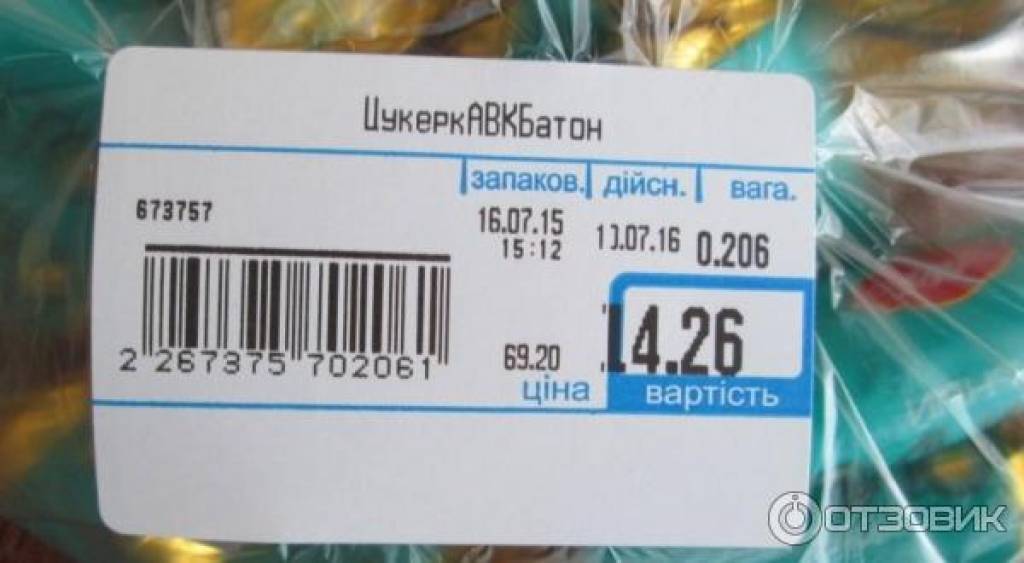 ЦукеркАВКБатон
запаков. дійсн. вага.
673757
16.07.15
15:12
0.206
2 267375 702061
69.20
14.26
ціна
вартість
ОТЗОВИК